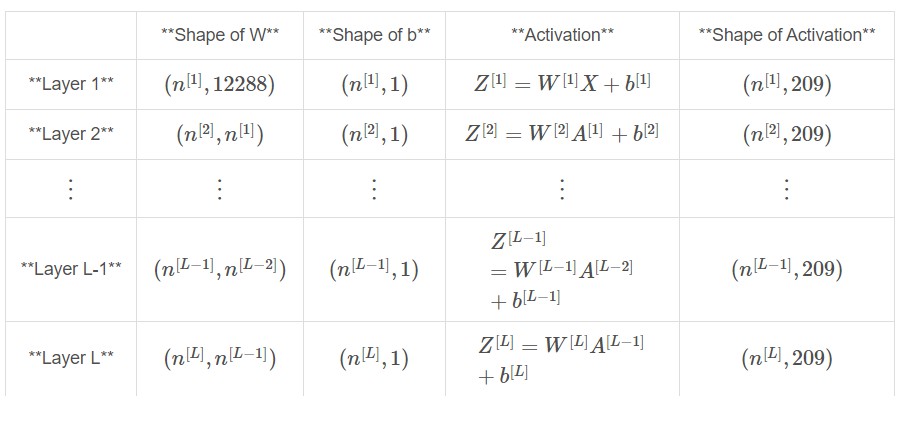 **Shape of W** **Shape of b** **Activation** **Shape of Activation**
**Layer 1** (n^[1], 12288) (n^[1], 1) Z^[1] = W^[1]X + b^[1] (n^[1], 209)
**Layer 2** (n^[2], n^[1]) (n^[2], 1) Z^[2] = W^[2]A^[1] + b^[2] (n^[2], 209)
⋮ ⋮ ⋮ ⋮ ⋮
**Layer L-1** (n^[L−1], n^[L−2]) (n^[L−1], 1) Z^[L−1] = W^[L−1]A^[L−2] + b^[L−1] (n^[L−1], 209)
**Layer L** (n^[L], n^[L−1]) (n^[L], 1) Z^[L] = W^[L]A^[L−1] + b^[L] (n^[L], 209)